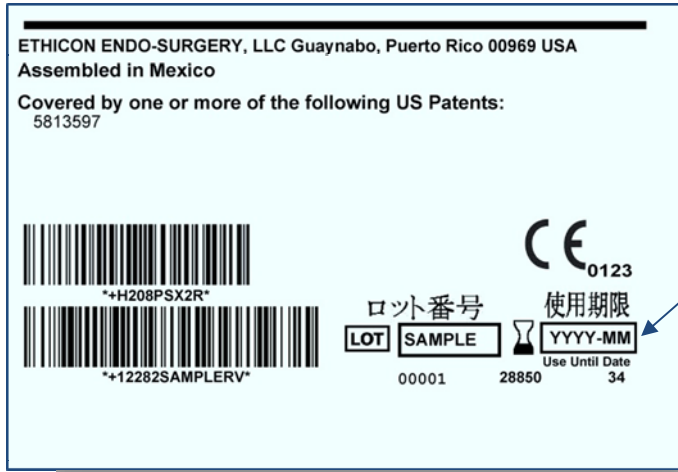 ETHICON ENDO-SURGERY, LLC Guaynabo, Puerto Rico 00969 USA
Assembled in Mexico
Covered by one or more of the following US Patents:
5813597
*+H208PSX2R*
CE 0123
ロット番号 使用期限
LOT SAMPLE YYYY-MM
Use Until Date
*+12282SAMPLERV*
00001 28850 34